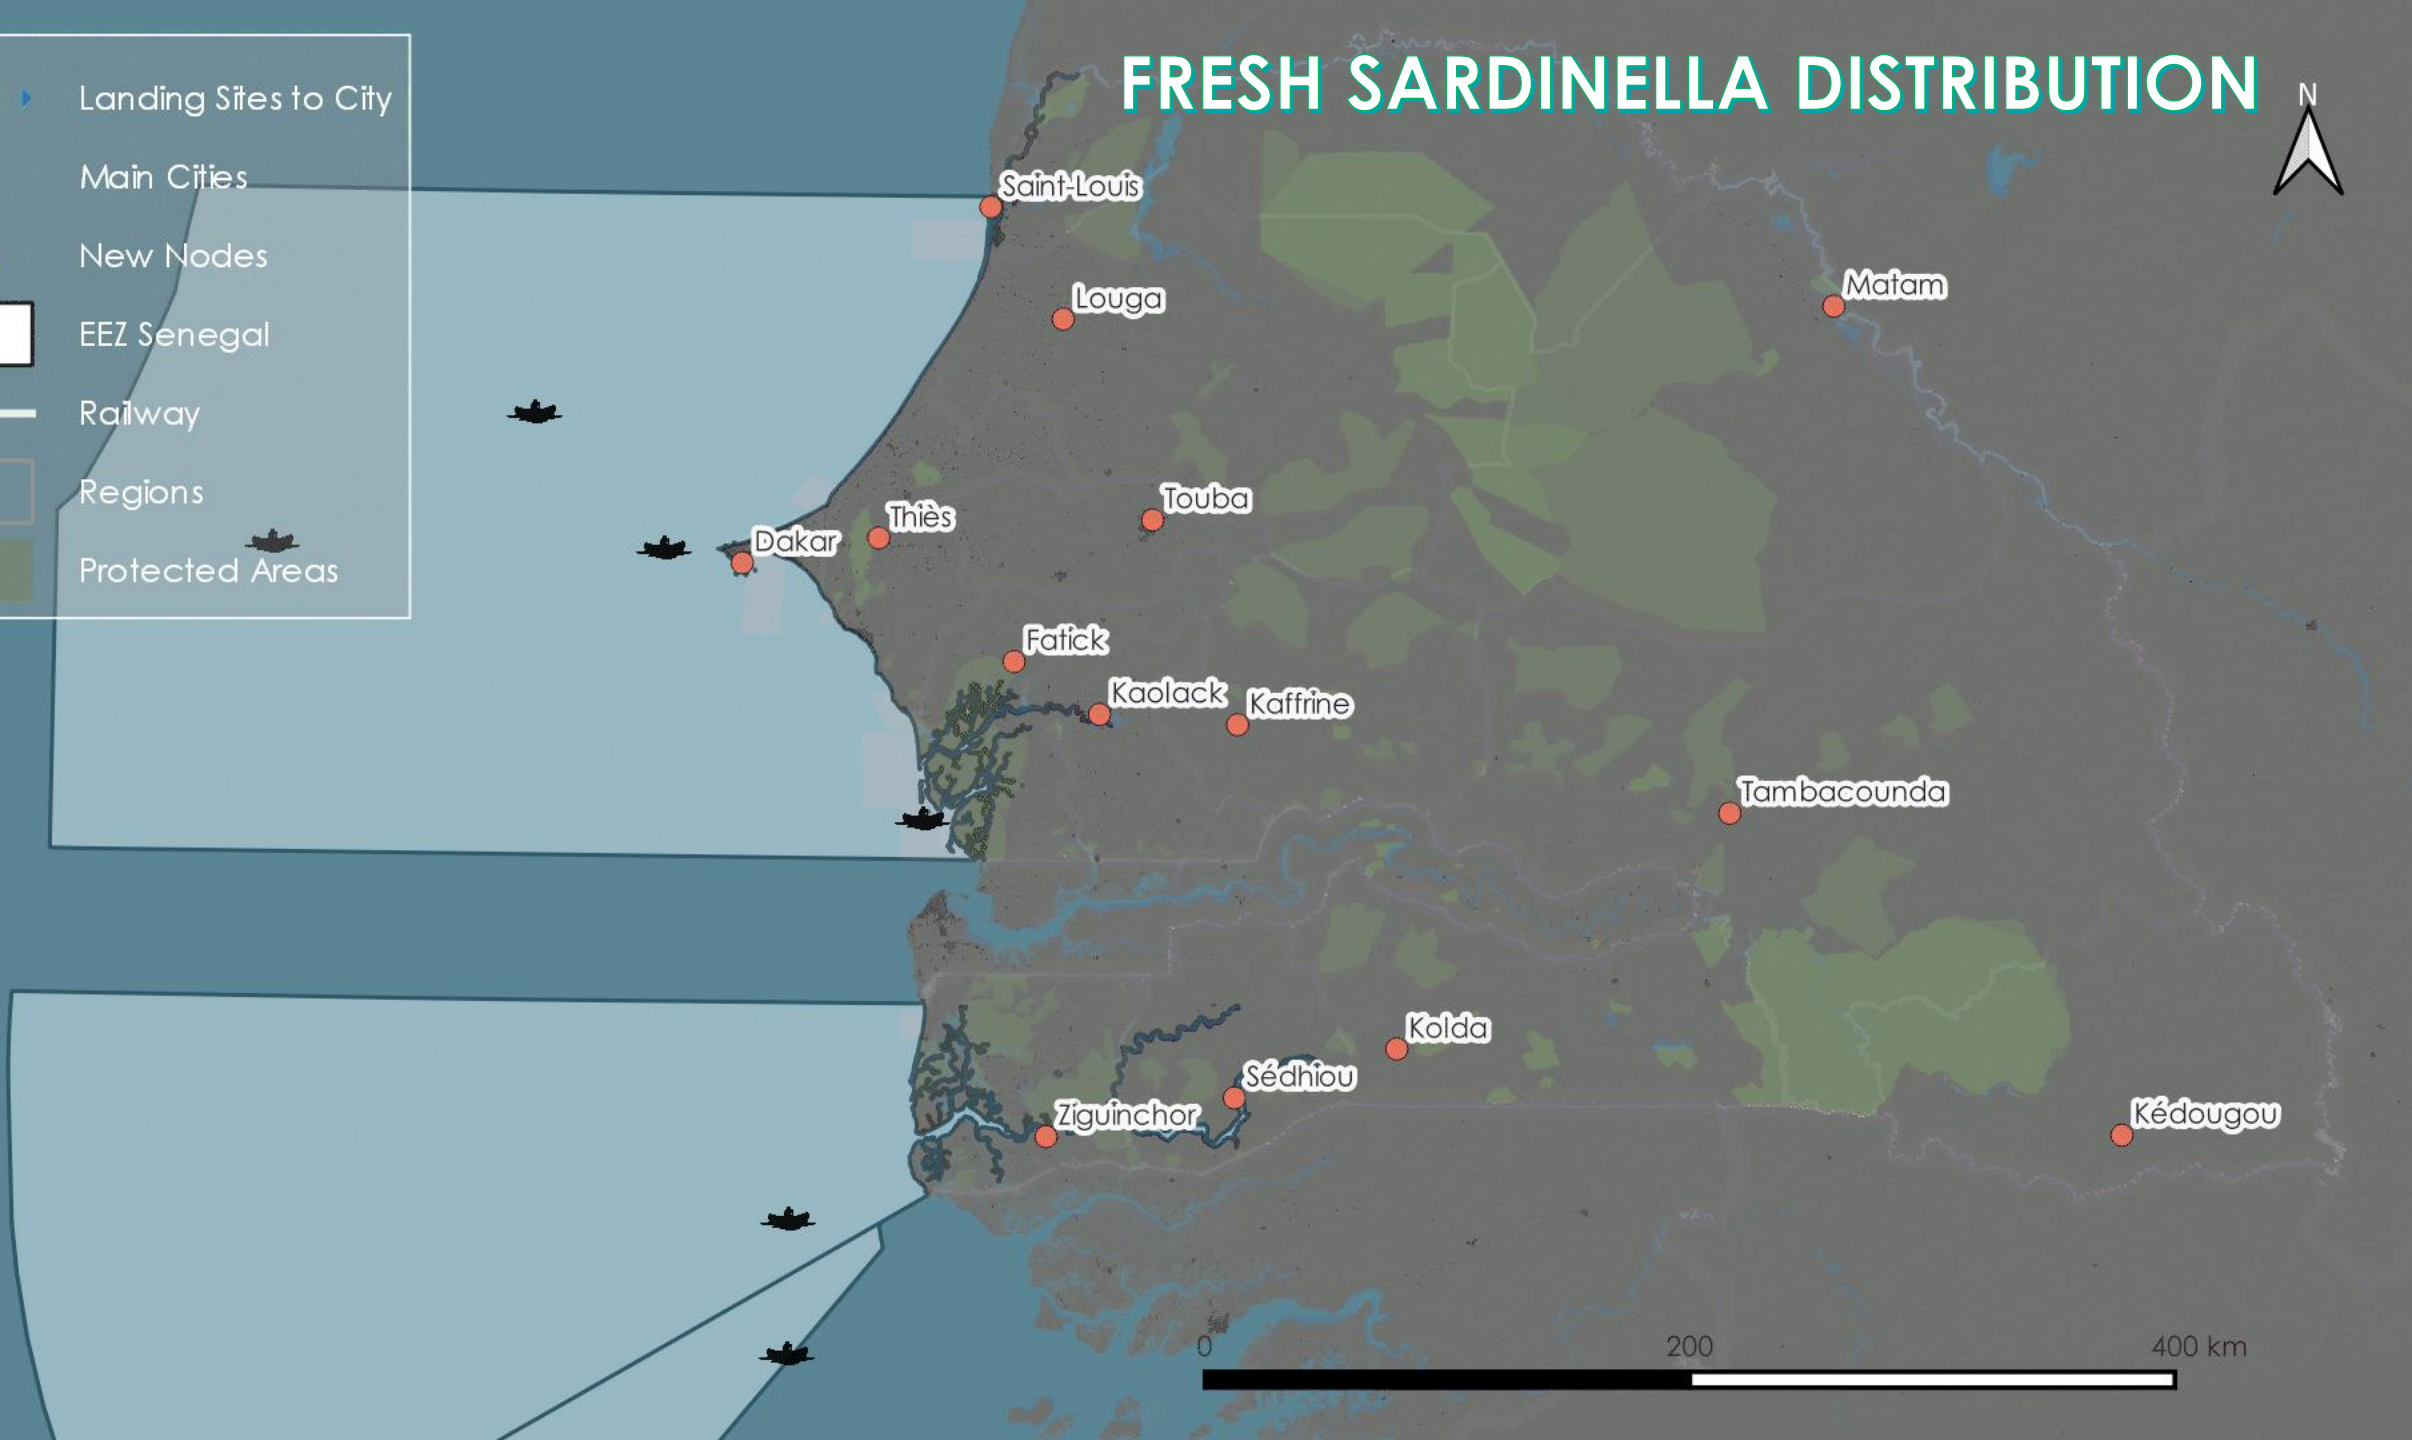 FRESH SARDINELLA DISTRIBUTION
N
Landing Sites to City
Main Cities
New Nodes
EEZ Senegal
Railway
Regions
Protected Areas
Saint-Louis
Louga
Matam
Touba
Thiès
Dakar
Fatick
Kaolack
Kaffrine
Tambacounda
Kolda
Sédhiou
Ziguinchor
Kédougou
0 200 400 km